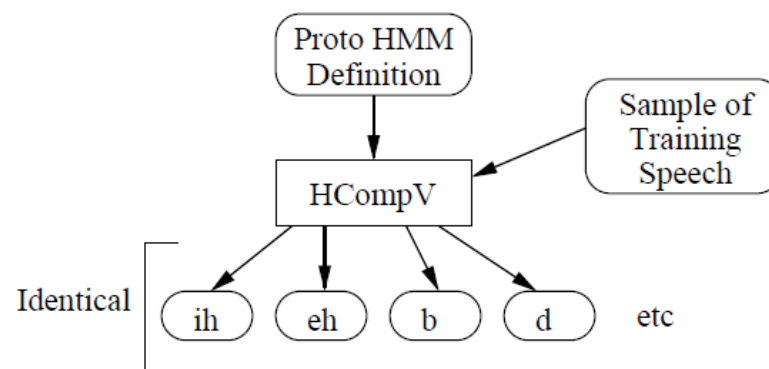 Proto HMM
Definition
Sample of
Training
Speech
HCompV
Identical
ih
eh
b
d
etc